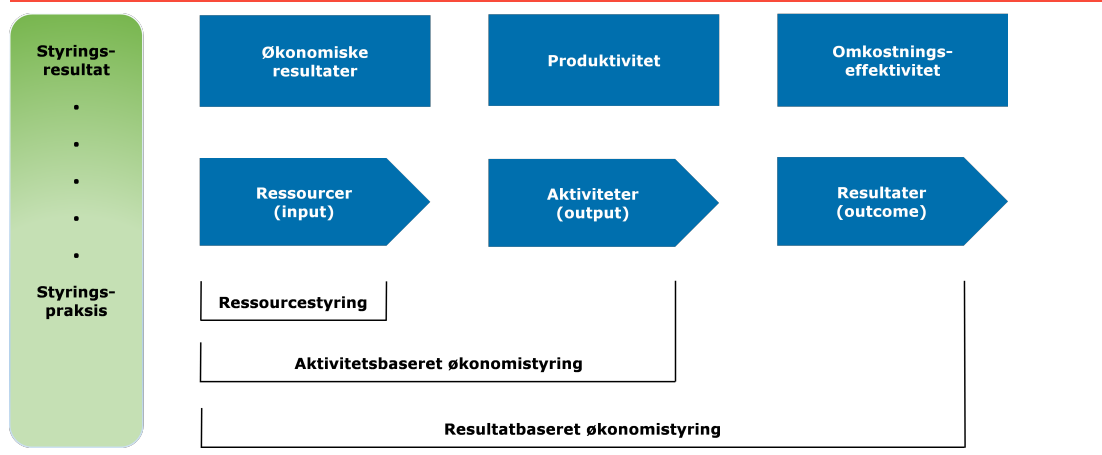 Styrings-
resultat
Økonomiske
resultater
Produktivitet
Omkostnings-
effektivitet
Ressourcer
(input)
Aktiviteter
(output)
Resultater
(outcome)
Styrings-
praksis
Ressourcestyring
Aktivitetsbaseret økonomistyring
Resultatbaseret økonomistyring